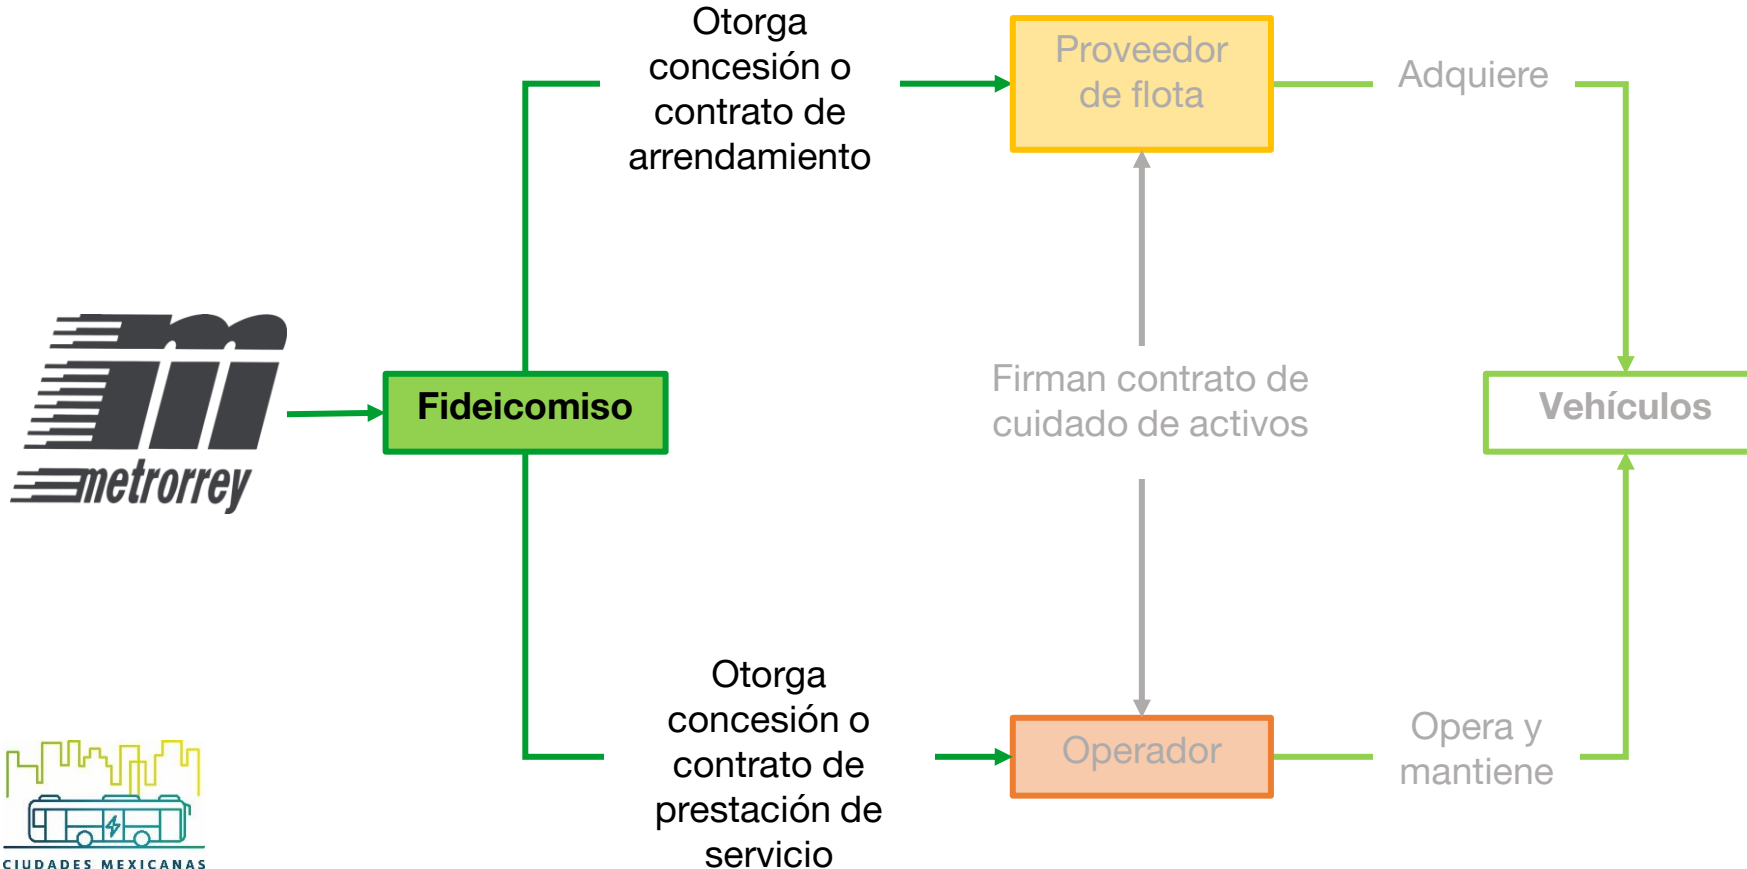 Otorga
concesión o
contrato de
arrendamiento
Proveedor
de flota
Adquiere
metrorrey
Fideicomiso
Firman contrato de
cuidado de activos
Vehículos
Otorga
concesión o
contrato de
prestación de
servicio
Operador
Opera y
mantiene
CIUDADES MEXICANAS